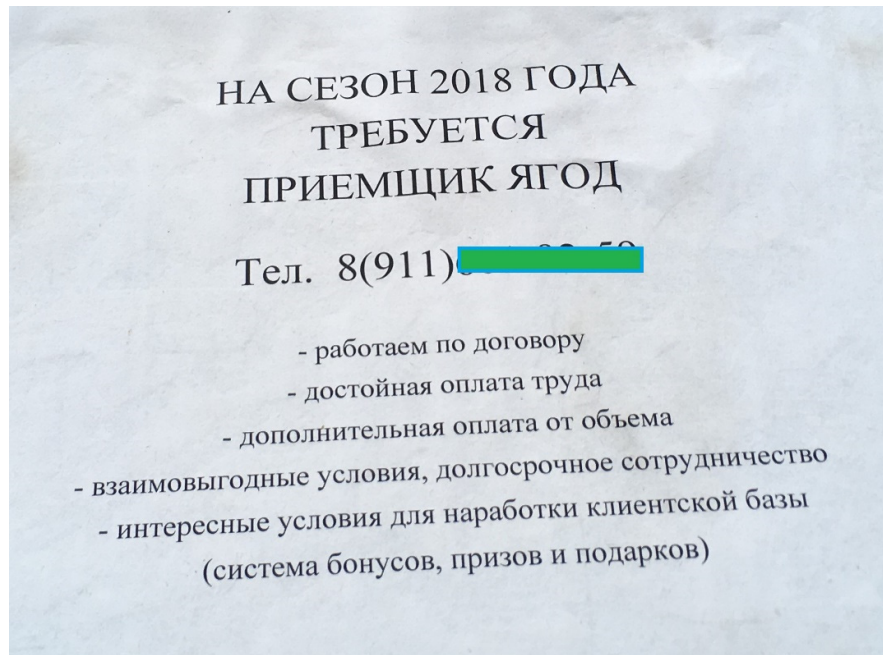 НА СЕЗОН 2018 ГОДА
ТРЕБУЕТСЯ
ПРИЕМЩИК ЯГОД
Тел. 8(911)
- работаем по договору
- достойная оплата труда
- дополнительная оплата от объема
- взаимовыгодные условия, долгосрочное сотрудничество
- интересные условия для наработки клиентской базы
(система бонусов, призов и подарков)